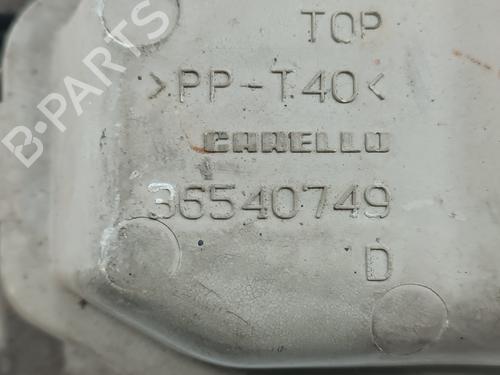 B-PARTS
TOP
>PP-T40<
CARELLO
36540749
D